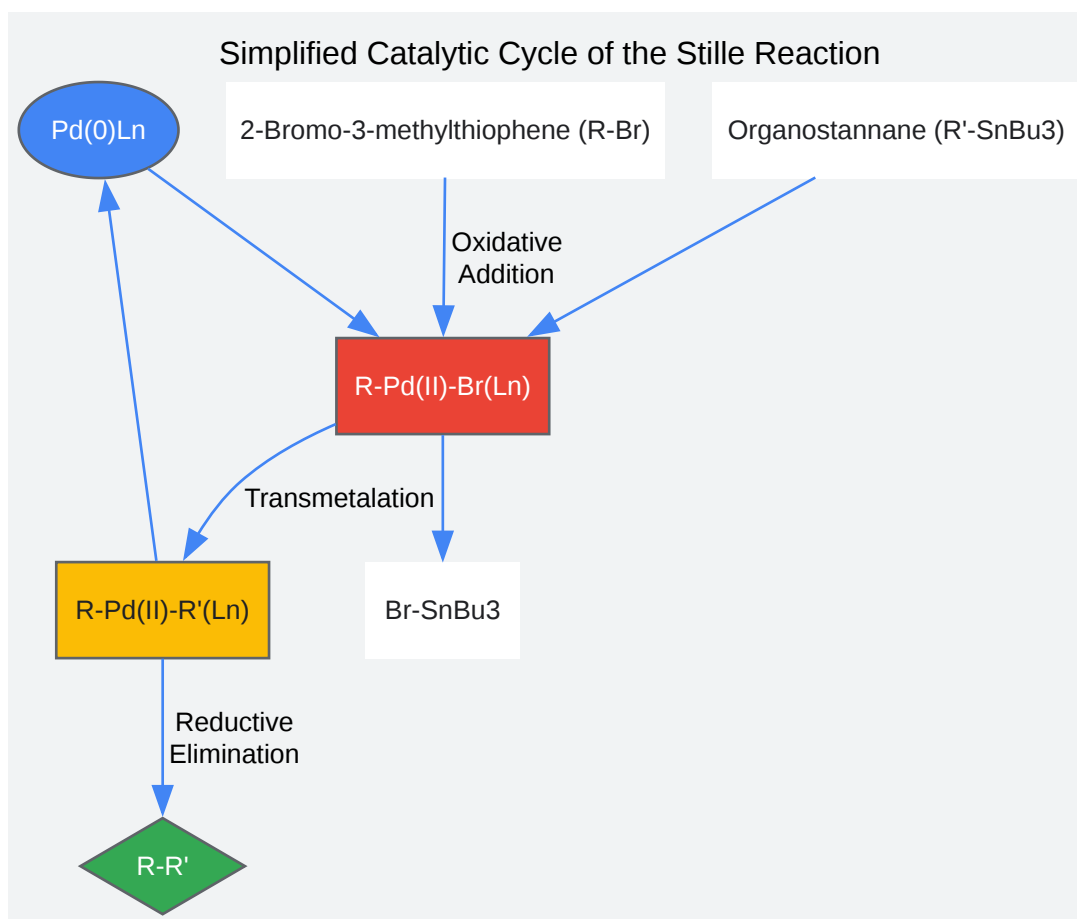 Simplified Catalytic Cycle of the Stille Reaction
Pd(0)Ln
2-Bromo-3-methylthiophene (R-Br)
Organostannane (R'-SnBu3)
Oxidative
Addition
R-Pd(II)-Br(Ln)
Transmetalation
R-Pd(II)-R'(Ln)
Br-SnBu3
Reductive
Elimination
R-R'